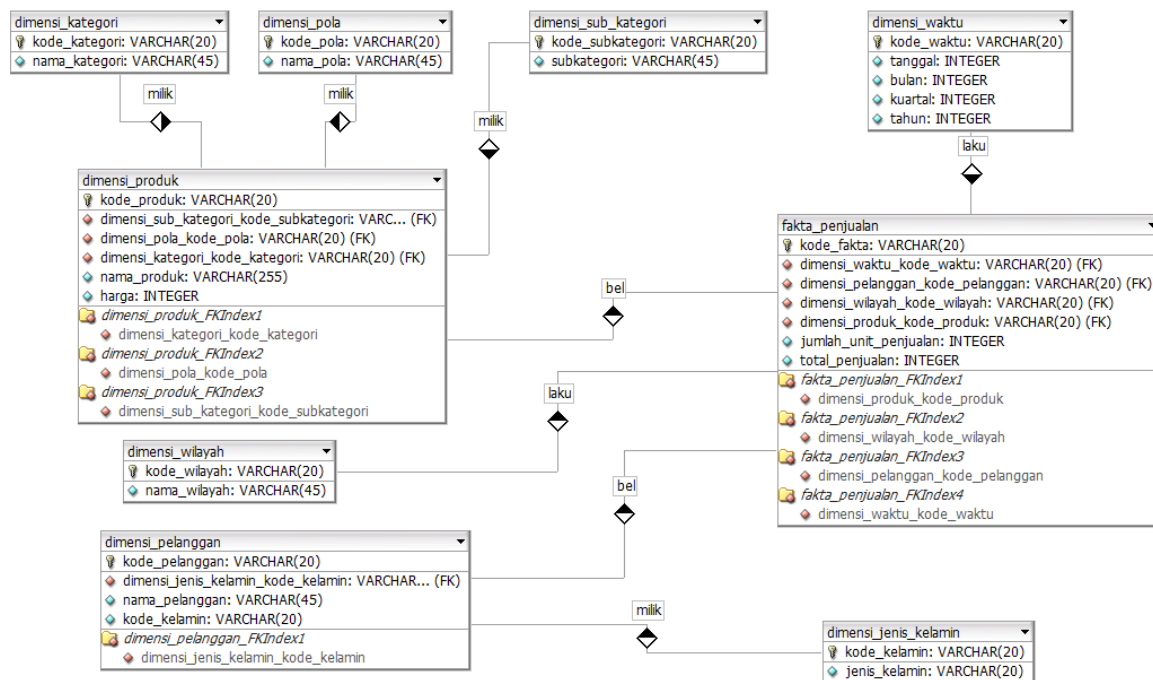 dimensi_kategori
kode_kategori: VARCHAR(20)
nama_kategori: VARCHAR(45)
dimensi_pola
kode_pola: VARCHAR(20)
nama_pola: VARCHAR(45)
dimensi_sub_kategori
kode_subkategori: VARCHAR(20)
subkategori: VARCHAR(45)
dimensi_waktu
kode_waktu: VARCHAR(20)
tanggal: INTEGER
bulan: INTEGER
kuartal: INTEGER
tahun: INTEGER
milik
milik
milik
laku
dimensi_produk
kode_produk: VARCHAR(20)
dimensi_sub_kategori_kode_subkategori: VARC... (FK)
dimensi_pola_kode_pola: VARCHAR(20) (FK)
dimensi_kategori_kode_kategori: VARCHAR(20) (FK)
nama_produk: VARCHAR(255)
harga: INTEGER
dimensi_produk_FKIndex1
dimensi_kategori_kode_kategori
dimensi_produk_FKIndex2
dimensi_pola_kode_pola
dimensi_produk_FKIndex3
dimensi_sub_kategori_kode_subkategori
fakta_penjualan
kode_fakta: VARCHAR(20)
dimensi_waktu_kode_waktu: VARCHAR(20) (FK)
dimensi_pelanggan_kode_pelanggan: VARCHAR(20) (FK)
dimensi_wilayah_kode_wilayah: VARCHAR(20) (FK)
dimensi_produk_kode_produk: VARCHAR(20) (FK)
jumlah_unit_penjualan: INTEGER
total_penjualan: INTEGER
fakta_penjualan_FKIndex1
dimensi_produk_kode_produk
fakta_penjualan_FKIndex2
dimensi_wilayah_kode_wilayah
fakta_penjualan_FKIndex3
dimensi_pelanggan_kode_pelanggan
fakta_penjualan_FKIndex4
dimensi_waktu_kode_waktu
bel
laku
bel
dimensi_wilayah
kode_wilayah: VARCHAR(20)
nama_wilayah: VARCHAR(45)
dimensi_pelanggan
kode_pelanggan: VARCHAR(20)
dimensi_jenis_kelamin_kode_kelamin: VARCHAR... (FK)
nama_pelanggan: VARCHAR(45)
kode_kelamin: VARCHAR(20)
dimensi_pelanggan_FKIndex1
dimensi_jenis_kelamin_kode_kelamin
milik
dimensi_jenis_kelamin
kode_kelamin: VARCHAR(20)
jenis_kelamin: VARCHAR(20)